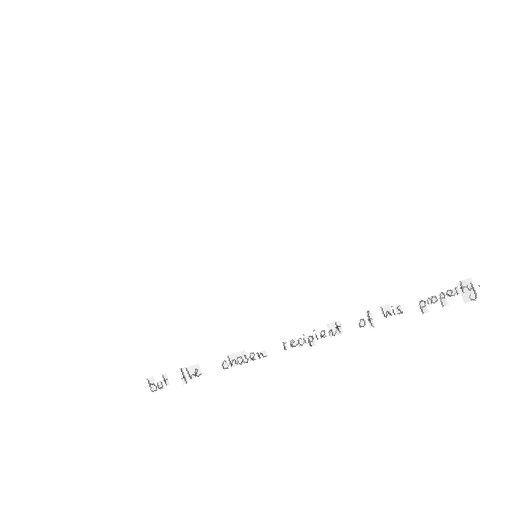 but the chosen recipient of his property.